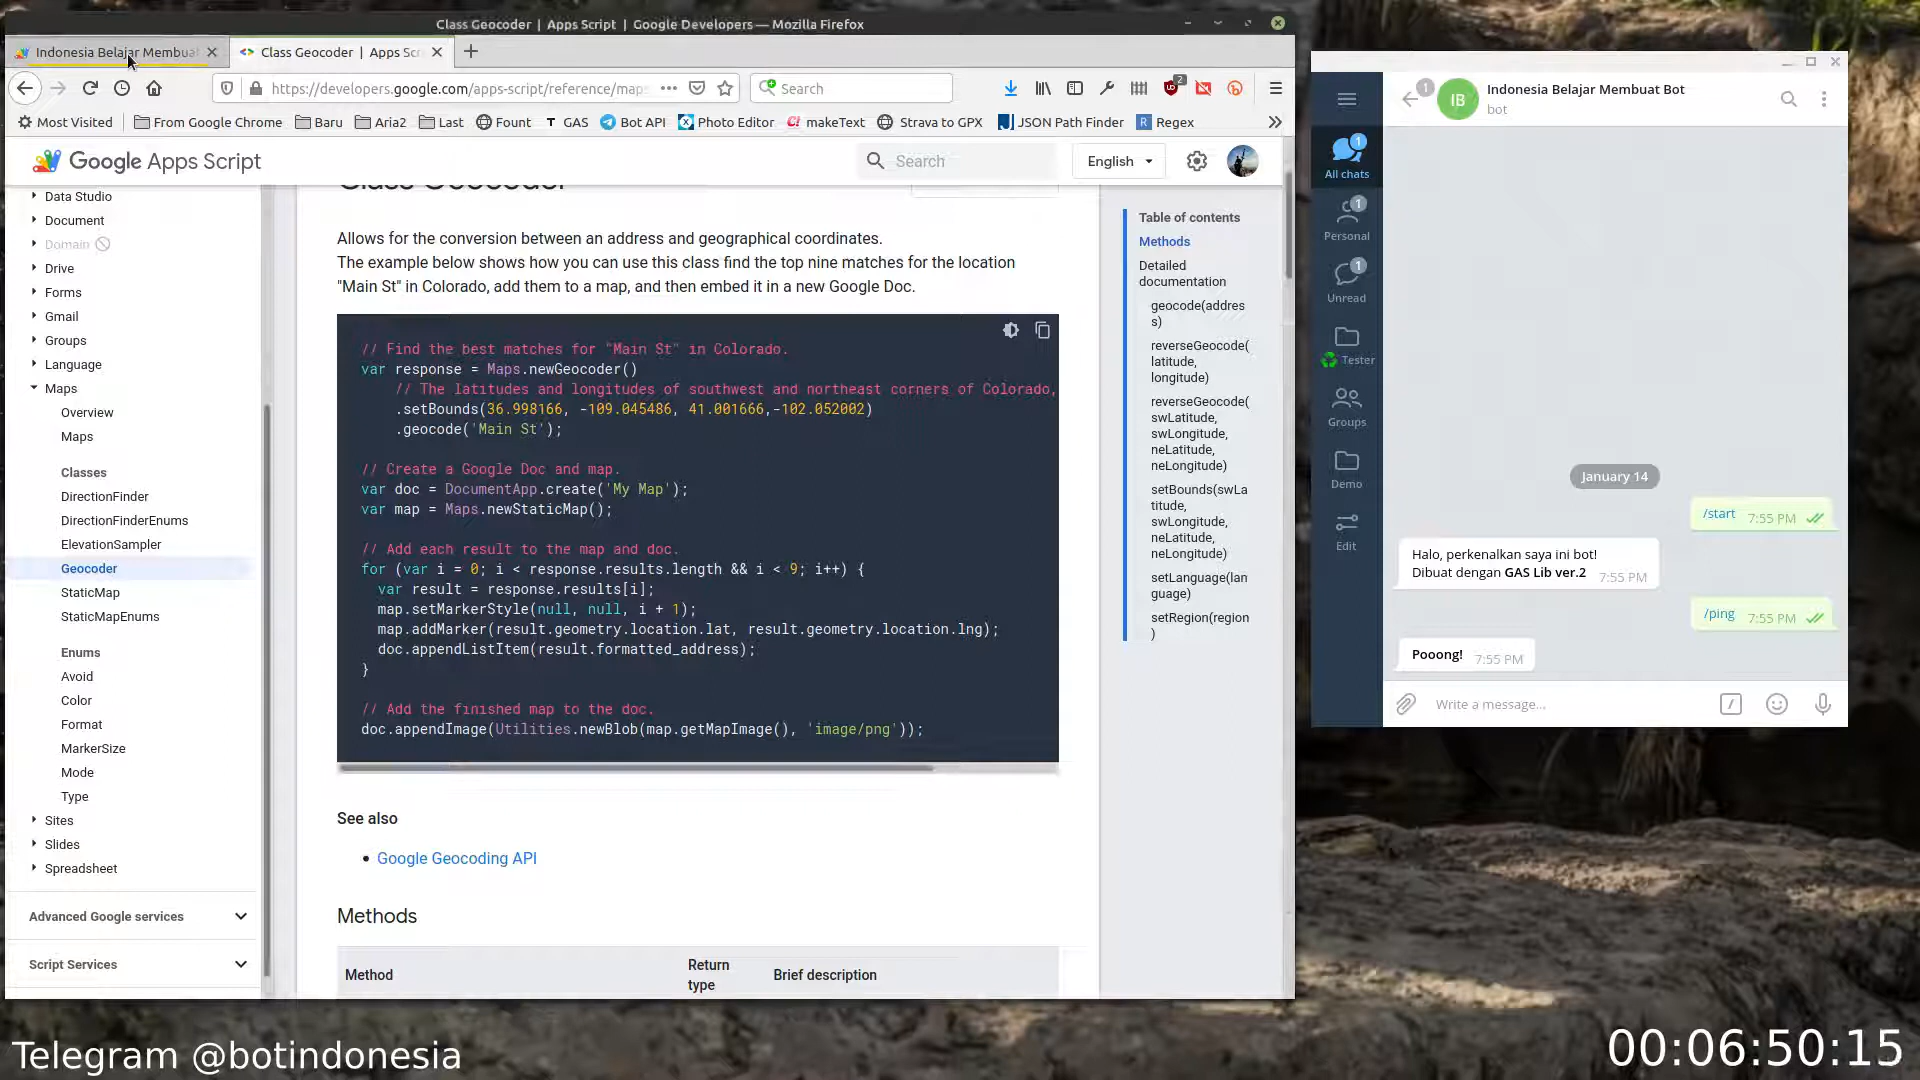 Class Geocoder | Apps Script | Google Developers — Mozilla Firefox
Indonesia Belajar Membuat
Class Geocoder | Apps Scr
https://developers.google.com/apps-script/reference/maps
Search
2
Most Visited
From Google Chrome
Baru
Aria2
Last
Fount
GAS
Bot API
Photo Editor
makeText
Strava to GPX
JSON Path Finder
Regex
Google Apps Script
Search
English
Data Studio
Document
Domain
Drive
Forms
Gmail
Groups
Language
Maps
Overview
Maps
Classes
DirectionFinder
DirectionFinderEnums
ElevationSampler
Geocoder
StaticMap
StaticMapEnums
Enums
Avoid
Color
Format
MarkerSize
Mode
Type
Sites
Slides
Spreadsheet
Advanced Google services
Script Services
Class Geocoder
Allows for the conversion between an address and geographical coordinates.
The example below shows how you can use this class find the top nine matches for the location
"Main St" in Colorado, add them to a map, and then embed it in a new Google Doc.
// Find the best matches for "Main St" in Colorado.
var response = Maps.newGeocoder()
// The latitudes and longitudes of southwest and northeast corners of Colorado,
.setBounds(36.998166, -109.045486, 41.001666,-102.052002)
.geocode('Main St');
// Create a Google Doc and map.
var doc = DocumentApp.create('My Map');
var map = Maps.newStaticMap();
// Add each result to the map and doc.
for (var i = 0; i < response.results.length && i < 9; i++) {
var result = response.results[i];
map.setMarkerStyle(null, null, i + 1);
map.addMarker(result.geometry.location.lat, result.geometry.location.lng);
doc.appendListItem(result.formatted_address);
}
// Add the finished map to the doc.
doc.appendImage(Utilities.newBlob(map.getMapImage(), 'image/png'));
See also
Google Geocoding API
Methods
Method
Return
type
Brief description
Table of contents
Methods
Detailed
documentation
geocode(addres
s)
reverseGeocode(
latitude,
longitude)
reverseGeocode(
swLatitude,
swLongitude,
neLatitude,
neLongitude)
setBounds(swLa
titude,
swLongitude,
neLatitude,
neLongitude)
setLanguage(lan
guage)
setRegion(region
)
1
All chats
1
Personal
1
Unread
Tester
Groups
Demo
Edit
1
IB
Indonesia Belajar Membuat Bot
bot
January 14
/start 7:55 PM
Halo, perkenalkan saya ini bot!
Dibuat dengan GAS Lib ver.2 7:55 PM
/ping 7:55 PM
Pooong! 7:55 PM
Write a message...
Telegram @botindonesia
00:06:50:15